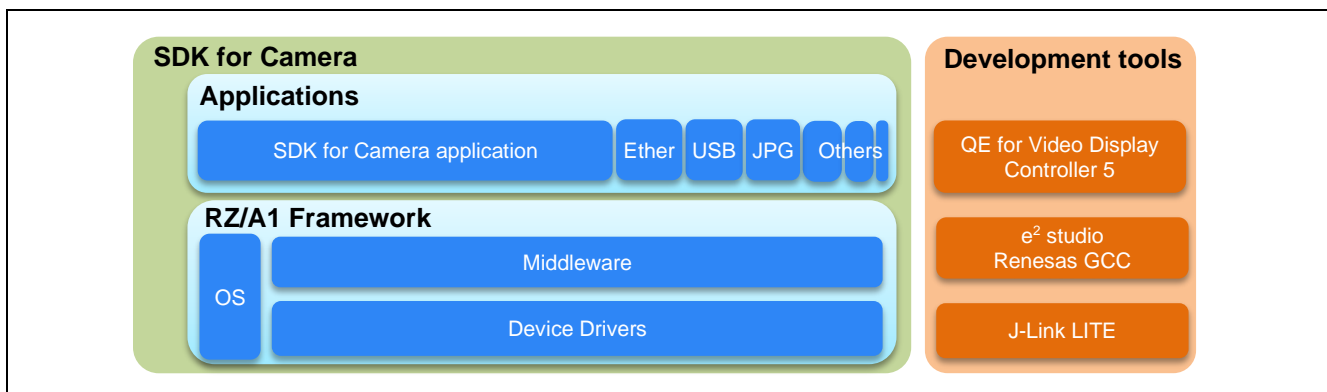 SDK for Camera
Applications
SDK for Camera application
Ether
USB
JPG
Others
RZ/A1 Framework
OS
Middleware
Device Drivers
Development tools
QE for Video Display
Controller 5
e² studio
Renesas GCC
J-Link LITE